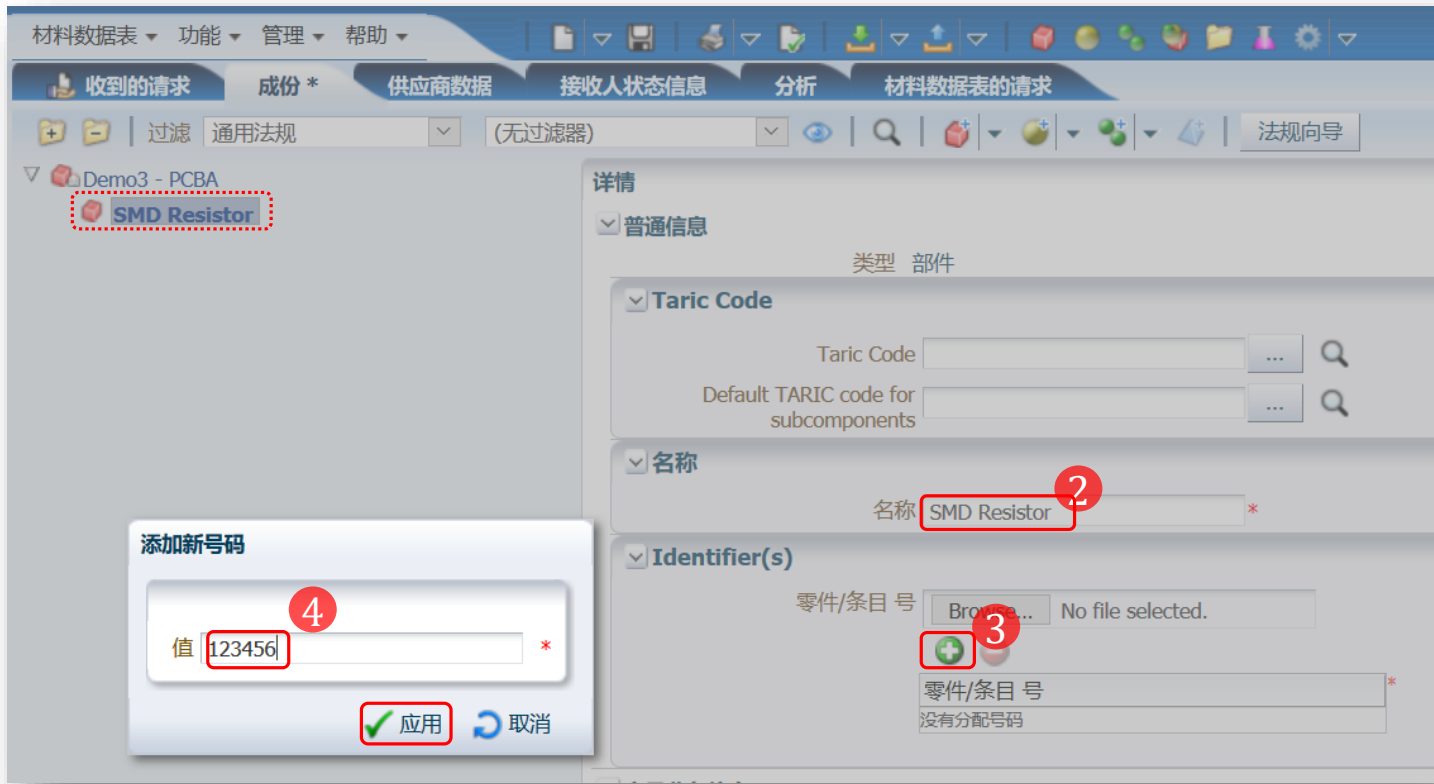 材料数据表 功能 管理 帮助
收到的请求 成份 * 供应商数据 接收人状态信息 分析 材料数据表的请求
过滤 通用法规 (无过滤器) 法规向导
Demo3 - PCBA
SMD Resistor
详情
普通信息
类型 部件
Taric Code
Taric Code ...
Default TARIC code for
subcomponents ...
名称
2
名称 SMD Resistor *
Identifier(s)
零件/条目 号 Browse... No file selected.
3
零件/条目 号 *
没有分配号码
添加新号码
4
值 123456 *
应用 取消